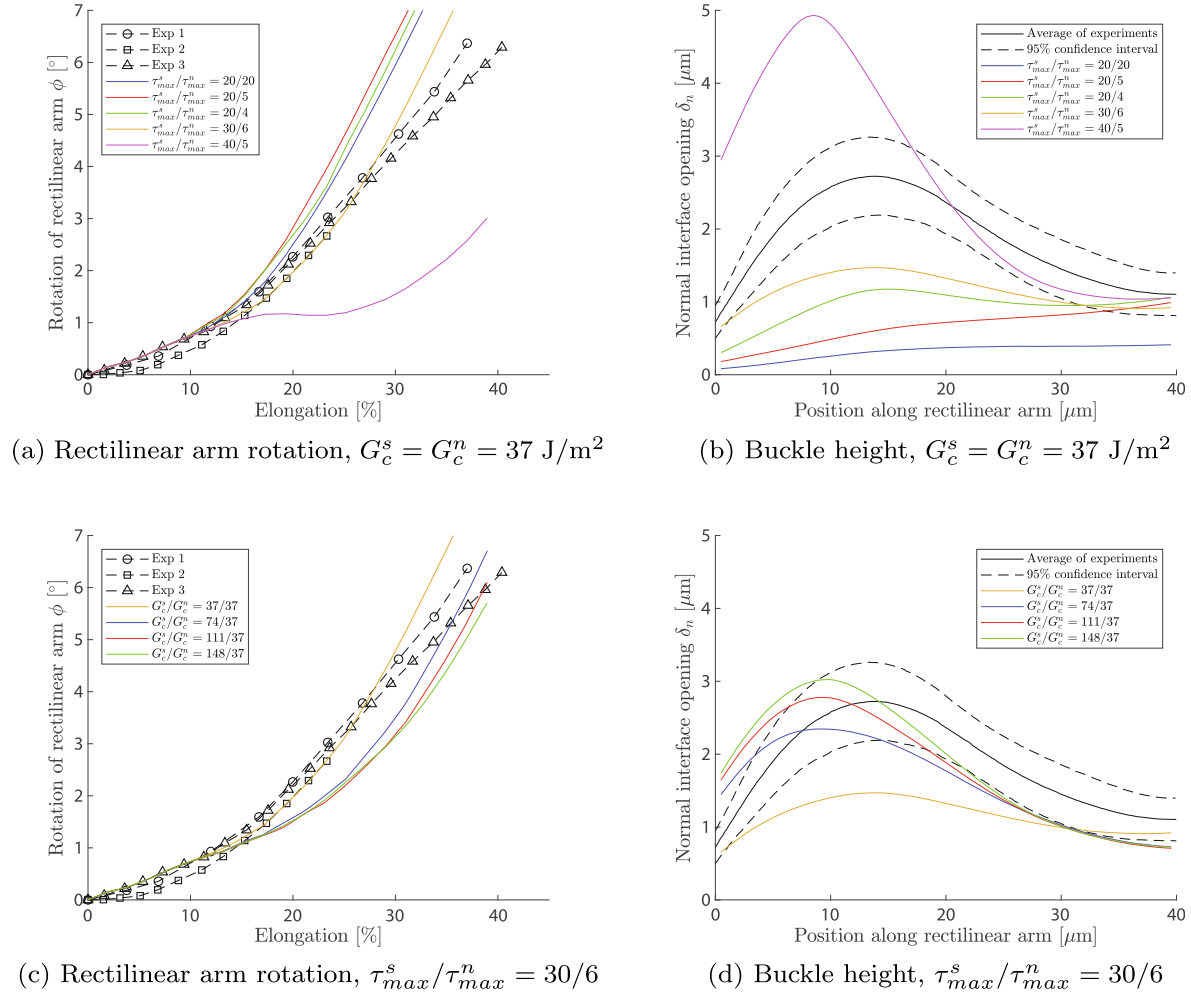 7
6
5
4
3
2
1
0
Rotation of rectilinear arm ϕ [°]
Exp 1
Exp 2
Exp 3
τ^s_max/τ^n_max = 20/20
τ^s_max/τ^n_max = 20/5
τ^s_max/τ^n_max = 20/4
τ^s_max/τ^n_max = 30/6
τ^s_max/τ^n_max = 40/5
0 10 20 30 40
Elongation [%]
(a) Rectilinear arm rotation, G^s_c = G^n_c = 37 J/m²
5
4
3
2
1
0
Normal interface opening δ_n [μm]
Average of experiments
95% confidence interval
τ^s_max/τ^n_max = 20/20
τ^s_max/τ^n_max = 20/5
τ^s_max/τ^n_max = 20/4
τ^s_max/τ^n_max = 30/6
τ^s_max/τ^n_max = 40/5
0 10 20 30 40
Position along rectilinear arm [μm]
(b) Buckle height, G^s_c = G^n_c = 37 J/m²
7
6
5
4
3
2
1
0
Rotation of rectilinear arm ϕ [°]
Exp 1
Exp 2
Exp 3
G^s_c/G^n_c = 37/37
G^s_c/G^n_c = 74/37
G^s_c/G^n_c = 111/37
G^s_c/G^n_c = 148/37
0 10 20 30 40
Elongation [%]
(c) Rectilinear arm rotation, τ^s_max/τ^n_max = 30/6
5
4
3
2
1
0
Normal interface opening δ_n [μm]
Average of experiments
95% confidence interval
G^s_c/G^n_c = 37/37
G^s_c/G^n_c = 74/37
G^s_c/G^n_c = 111/37
G^s_c/G^n_c = 148/37
0 10 20 30 40
Position along rectilinear arm [μm]
(d) Buckle height, τ^s_max/τ^n_max = 30/6